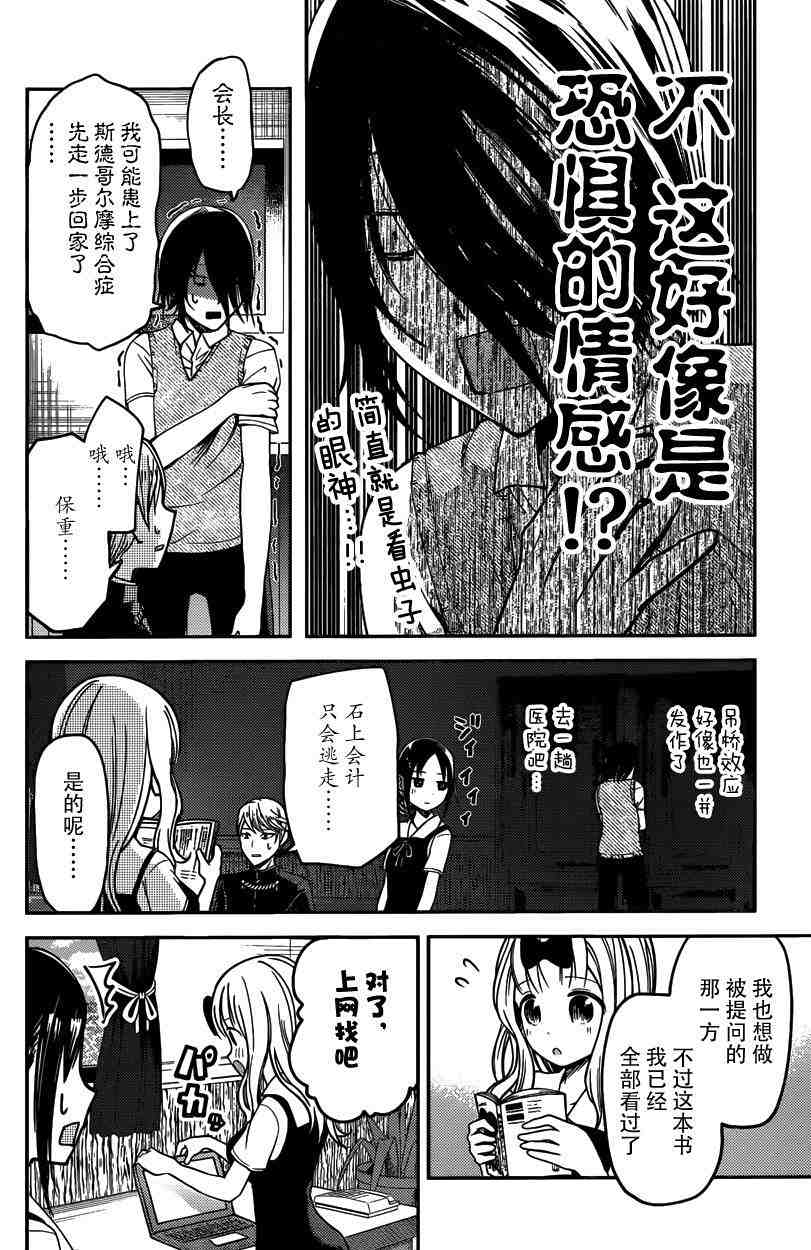 不 这好像是
恐惧的情感!?
简直就是看虫子
的眼神…!!
会长
……
我可能患上了
斯德哥尔摩综合症
先走一步回家了
哦……
哦……
保重……
吊桥效应
好像也一并
发作了
去一趟
医院吧…
ジィィィィ
石上会计
只会逃走…
是的呢……
我也想做
被提问的
那一方
不过这本书
我已经
全部看过了
对了,
上网找吧
パカッ